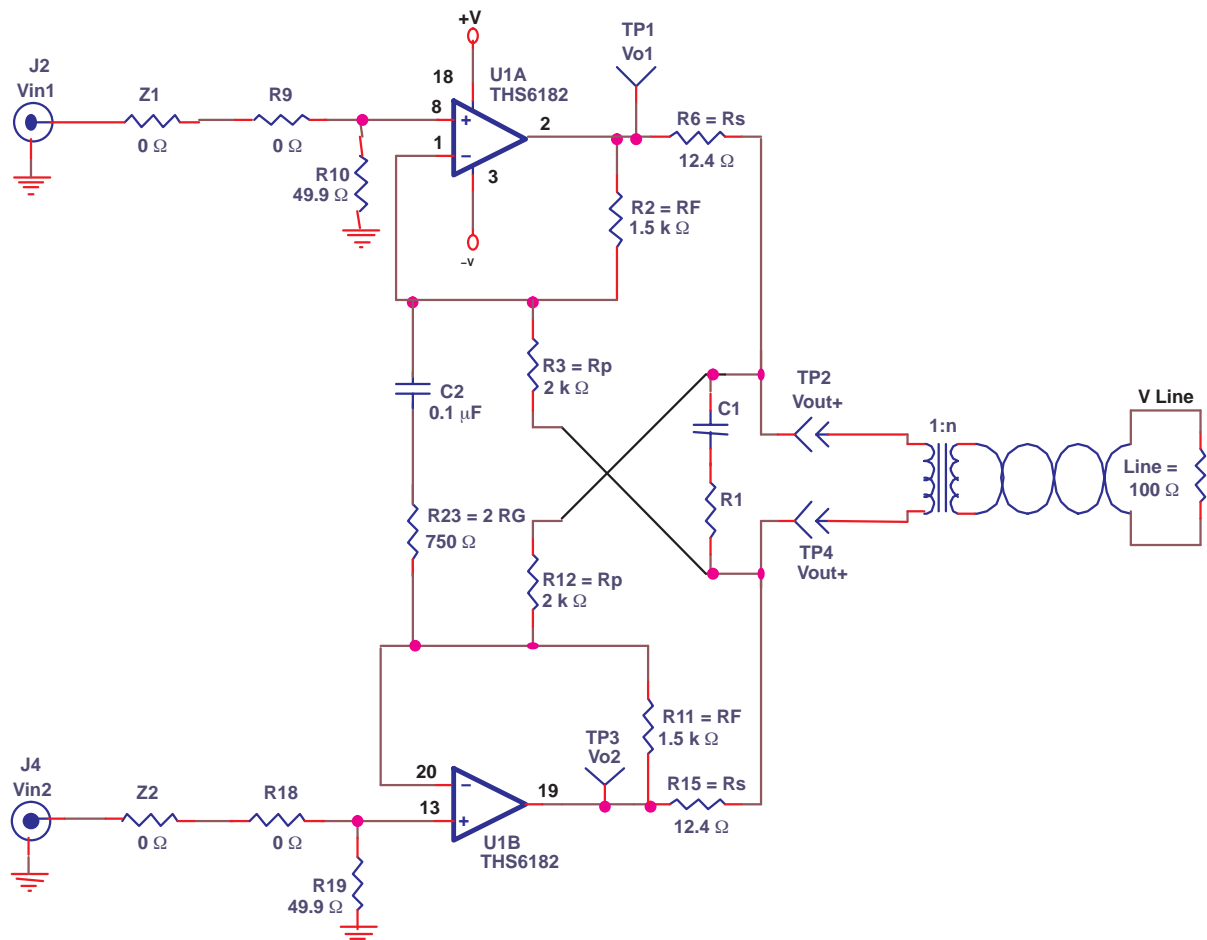 +V
TP1
Vo1
J2
Vin1
Z1
0 Ω
R9
0 Ω
18
U1A
THS6182
8
+
1
−
2
3
R10
49.9 Ω
R6 = Rs
12.4 Ω
R2 = RF
1.5 k Ω
−V
R3 = Rp
2 k Ω
C2
0.1 μF
C1
TP2
Vout+
V Line
1:n
Line =
100 Ω
R1
R23 = 2 RG
750 Ω
TP4
Vout+
R12 = Rp
2 k Ω
R11 = RF
1.5 k Ω
TP3
Vo2
J4
Vin2
Z2
0 Ω
R18
0 Ω
20
−
13
+
19
R15 = Rs
12.4 Ω
U1B
THS6182
R19
49.9 Ω